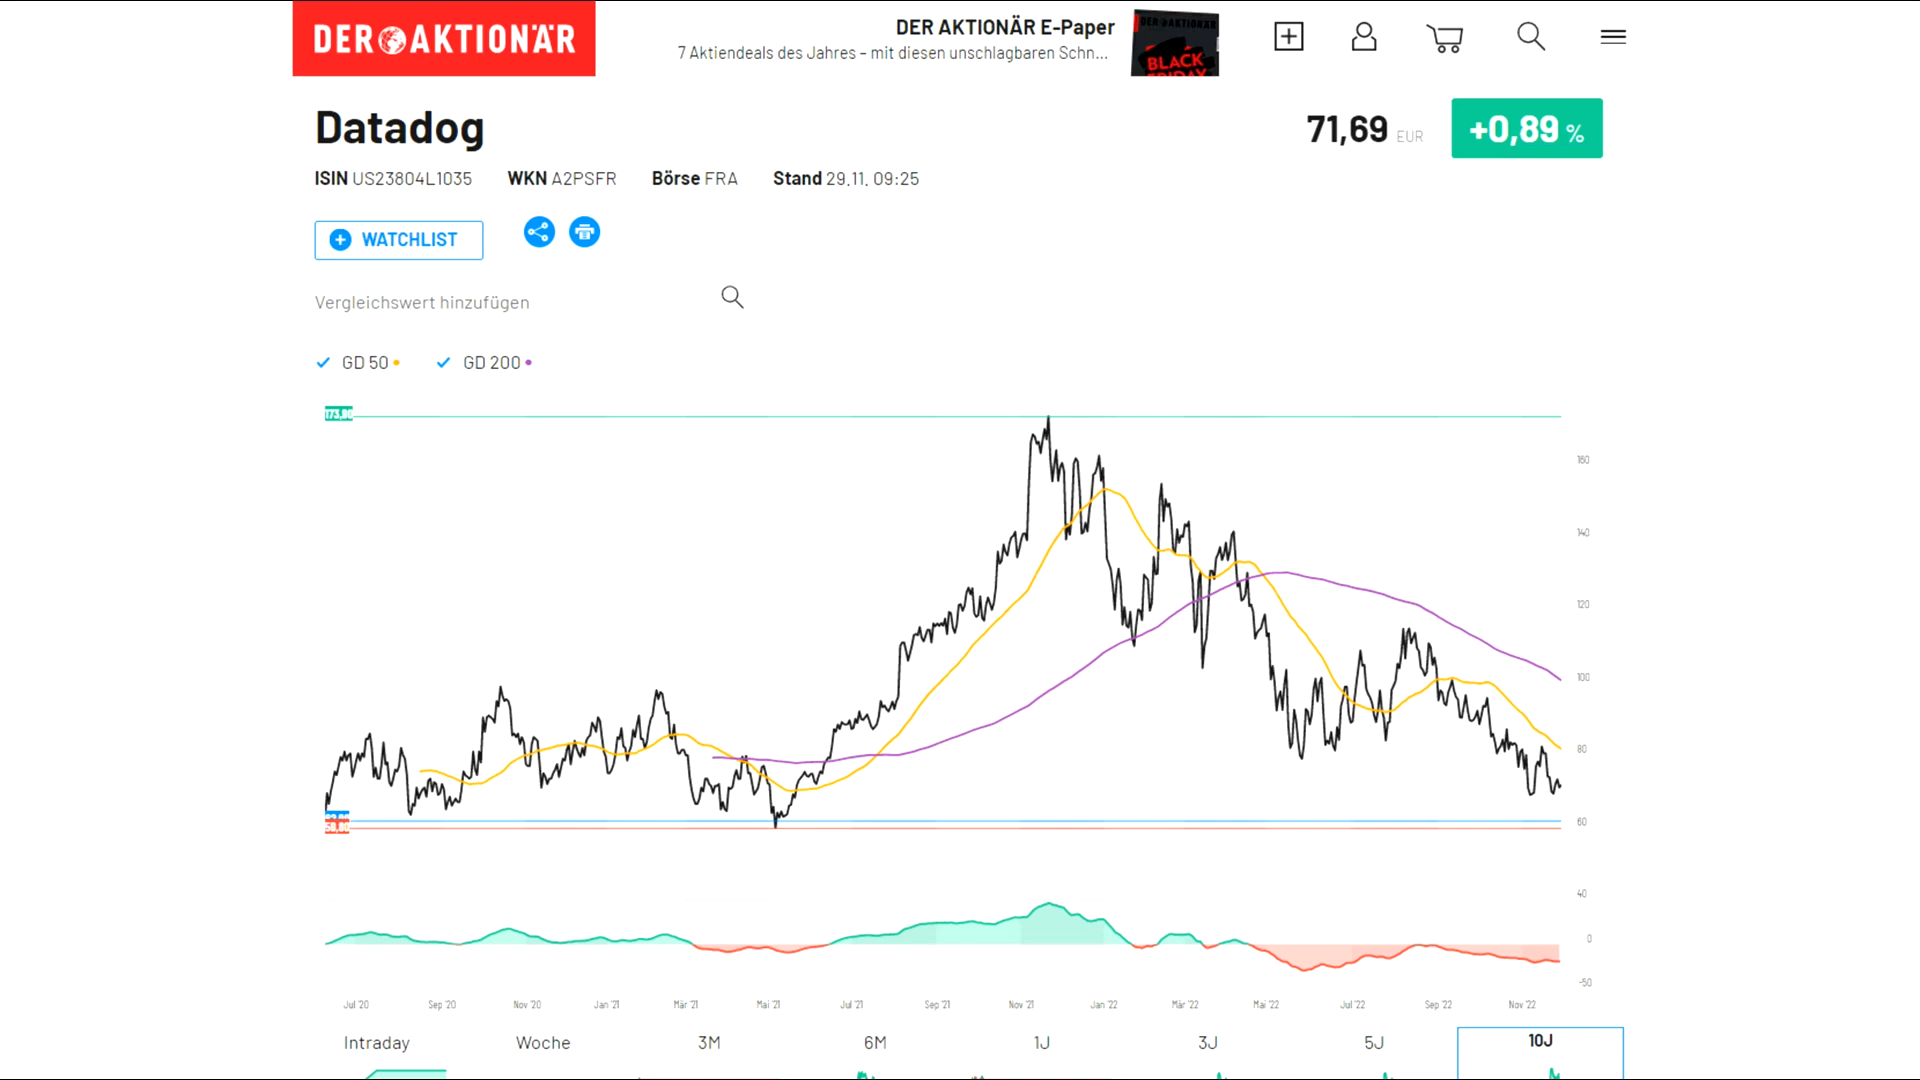 DER AKTIONÄR
DER AKTIONÄR E-Paper
7 Aktiendeals des Jahres – mit diesen unschlagbaren Schn...
DER AKTIONÄR
BLACK
FRIDAY
Datadog
71,69 EUR
+0,89 %
ISIN US23804L1035 WKN A2PSFR Börse FRA Stand 29.11. 09:25
WATCHLIST
Vergleichswert hinzufügen
GD 50 GD 200
160
140
120
100
80
60
40
0
-50
Jul '20 Sep '20 Nov '20 Jan '21 Mär '21 Mai '21 Jul '21 Sep '21 Nov '21 Jan '22 Mär '22 Mai '22 Jul '22 Sep '22 Nov '22
Intraday Woche 3M 6M 1J 3J 5J 10J